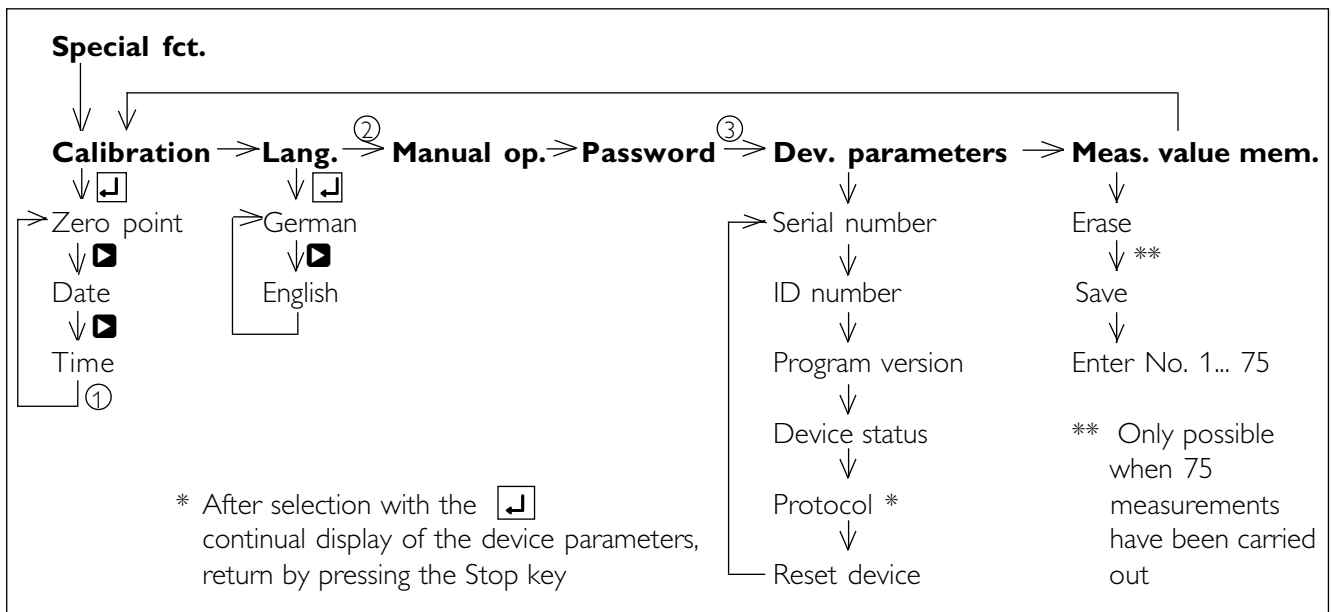 Special fct.
② ③
Calibration Lang. Manual op. Password Dev. parameters Meas. value mem.
Zero point German Serial number Erase
**
Date English ID number Save
Time Program version Enter No. 1... 75
①
Device status ** Only possible
when 75
* After selection with the Protocol * measurements
continual display of the device parameters, have been carried
return by pressing the Stop key Reset device out